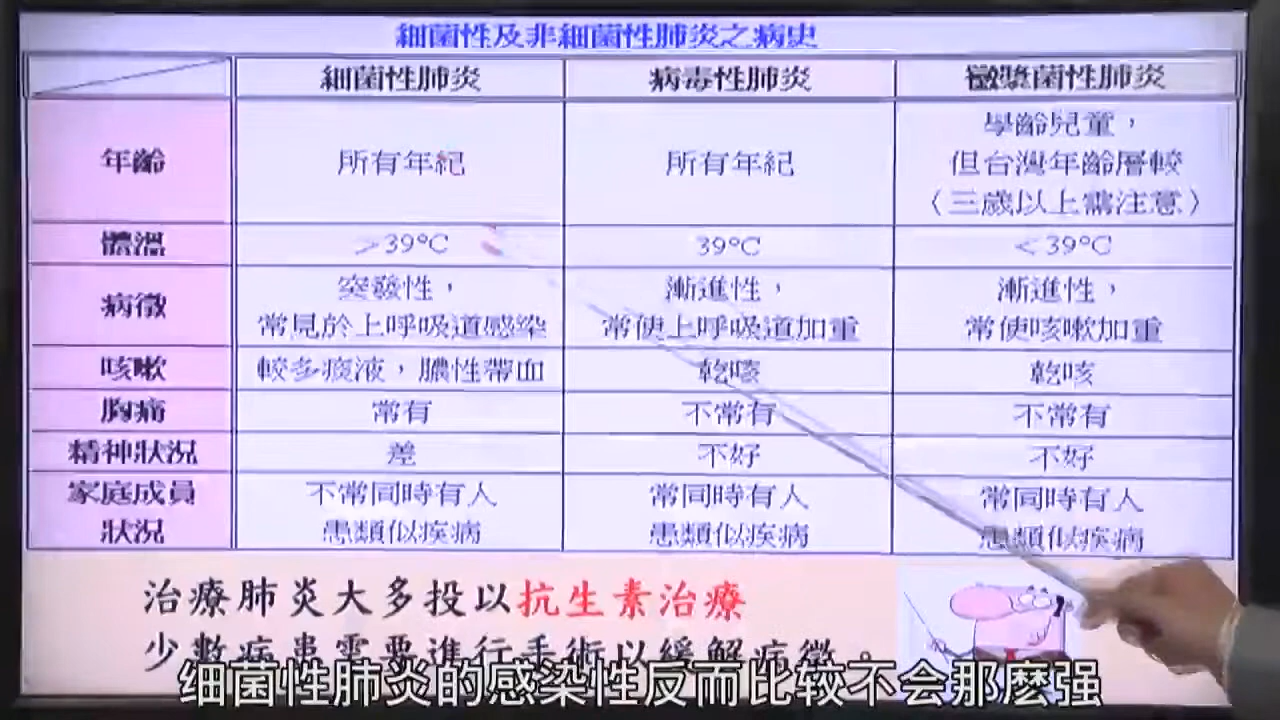 細菌性及非細菌性肺炎之病史
細菌性肺炎 病毒性肺炎 黴漿菌性肺炎
年齡 所有年紀 所有年紀 學齡兒童，
但台灣年齡層較
〈三歲以上需注意〉
體溫 ＞39°C 39°C ＜39°C
病徵 突發性， 漸進性， 漸進性，
常見於上呼吸道感染 常使上呼吸道加重 常使咳嗽加重
咳嗽 較多痰液，膿性帶血 乾咳 乾咳
胸痛 常有 不常有 不常有
精神狀況 差 不好 不好
家庭成員 不常同時有人 常同時有人 常同時有人
狀況 患類似疾病 患類似疾病 患類似疾病
治療肺炎大多投以抗生素治療
少數病患需要進行手術以緩解病徵。
细菌性肺炎的感染性反而比较不会那麽强